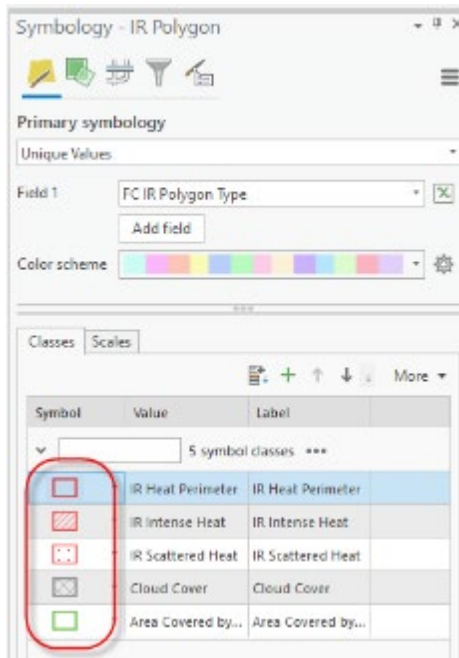 Symbology - IR Polygon
Primary symbology
Unique Values
Field 1 FC IR Polygon Type
Add field
Color scheme
Classes Scales
More
Symbol Value Label
5 symbol classes
IR Heat Perimeter IR Heat Perimeter
IR Intense Heat IR Intense Heat
IR Scattered Heat IR Scattered Heat
Cloud Cover Cloud Cover
Area Covered by... Area Covered by...